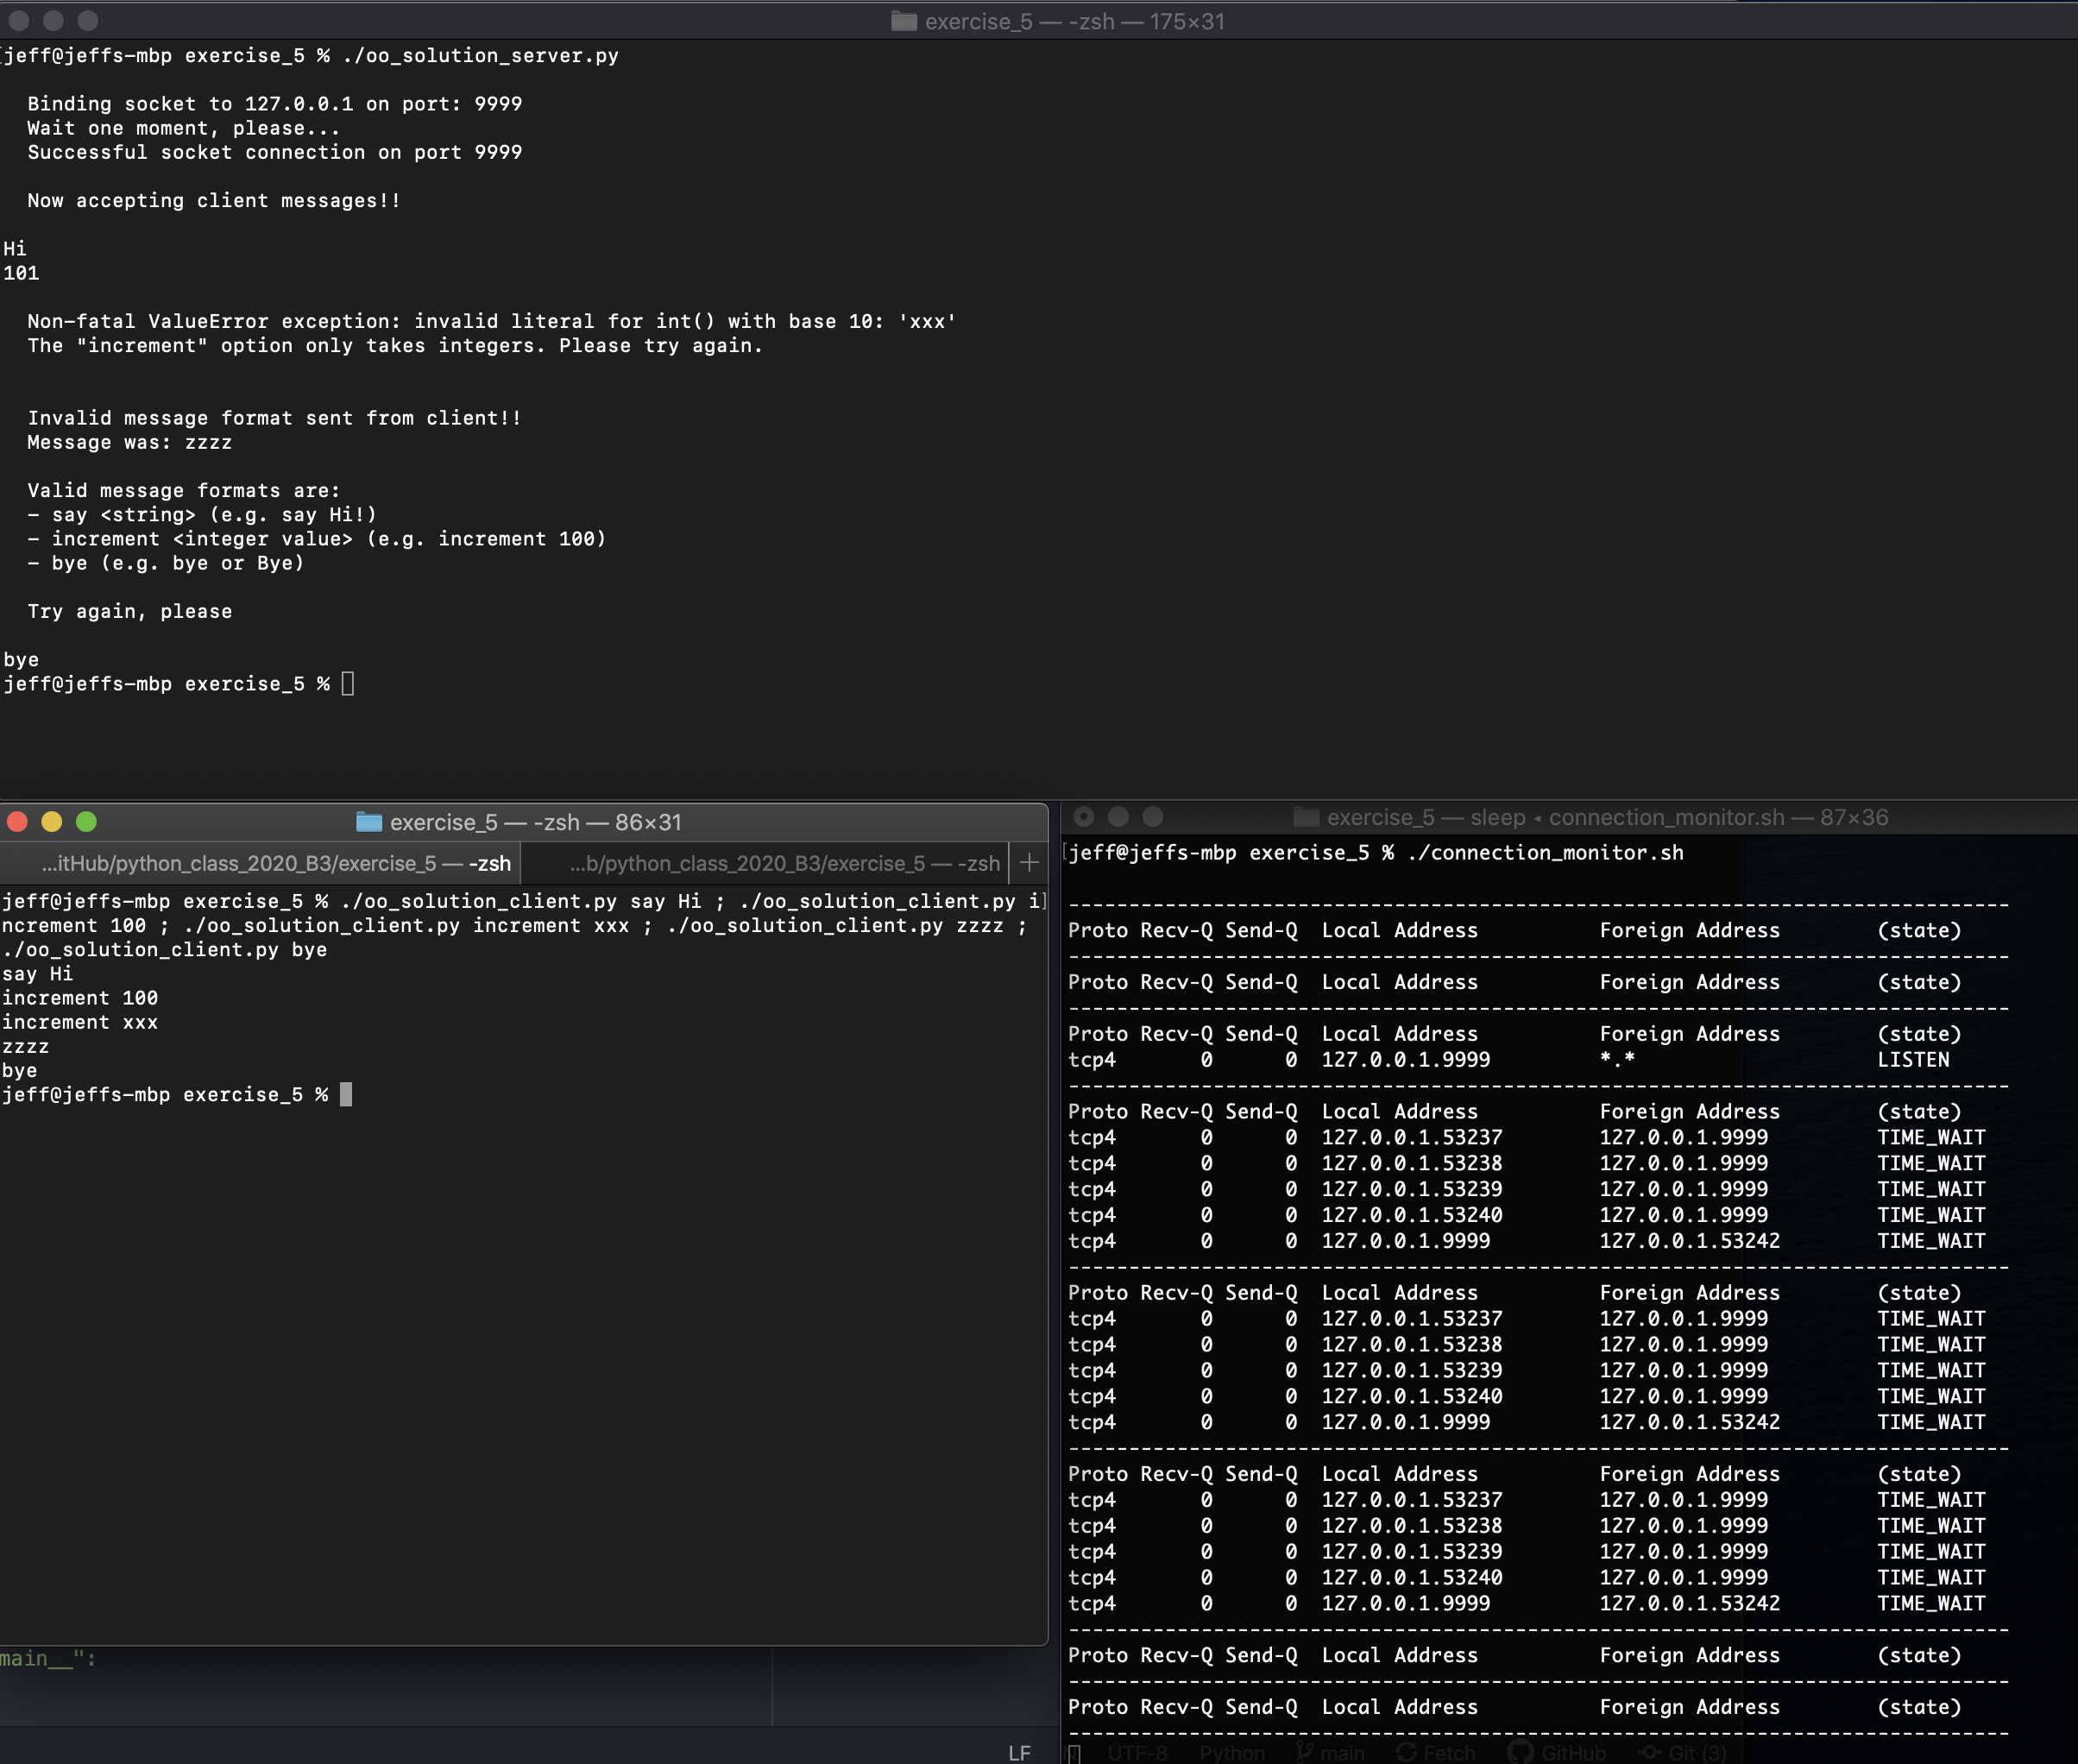 exercise_5 — -zsh — 175×31
jeff@jeffs-mbp exercise_5 % ./oo_solution_server.py
Binding socket to 127.0.0.1 on port: 9999
Wait one moment, please...
Successful socket connection on port 9999
Now accepting client messages!!
Hi
101
Non-fatal ValueError exception: invalid literal for int() with base 10: 'xxx'
The "increment" option only takes integers. Please try again.
Invalid message format sent from client!!
Message was: zzzz
Valid message formats are:
- say <string> (e.g. say Hi!)
- increment <integer value> (e.g. increment 100)
- bye (e.g. bye or Bye)
Try again, please
bye
jeff@jeffs-mbp exercise_5 %
exercise_5 — -zsh — 86×31
...itHub/python_class_2020_B3/exercise_5 — -zsh
...b/python_class_2020_B3/exercise_5 — -zsh
jeff@jeffs-mbp exercise_5 % ./oo_solution_client.py say Hi ; ./oo_solution_client.py i
ncrement 100 ; ./oo_solution_client.py increment xxx ; ./oo_solution_client.py zzzz ;
./oo_solution_client.py bye
say Hi
increment 100
increment xxx
zzzz
bye
jeff@jeffs-mbp exercise_5 %
main__":
LF
exercise_5 — sleep ◂ connection_monitor.sh — 87×36
jeff@jeffs-mbp exercise_5 % ./connection_monitor.sh
------------------------------------------------------------------------------
Proto Recv-Q Send-Q  Local Address          Foreign Address        (state)
------------------------------------------------------------------------------
Proto Recv-Q Send-Q  Local Address          Foreign Address        (state)
------------------------------------------------------------------------------
Proto Recv-Q Send-Q  Local Address          Foreign Address        (state)
tcp4       0      0  127.0.0.1.9999         *.*                    LISTEN
------------------------------------------------------------------------------
Proto Recv-Q Send-Q  Local Address          Foreign Address        (state)
tcp4       0      0  127.0.0.1.53237        127.0.0.1.9999         TIME_WAIT
tcp4       0      0  127.0.0.1.53238        127.0.0.1.9999         TIME_WAIT
tcp4       0      0  127.0.0.1.53239        127.0.0.1.9999         TIME_WAIT
tcp4       0      0  127.0.0.1.53240        127.0.0.1.9999         TIME_WAIT
tcp4       0      0  127.0.0.1.9999         127.0.0.1.53242        TIME_WAIT
------------------------------------------------------------------------------
Proto Recv-Q Send-Q  Local Address          Foreign Address        (state)
tcp4       0      0  127.0.0.1.53237        127.0.0.1.9999         TIME_WAIT
tcp4       0      0  127.0.0.1.53238        127.0.0.1.9999         TIME_WAIT
tcp4       0      0  127.0.0.1.53239        127.0.0.1.9999         TIME_WAIT
tcp4       0      0  127.0.0.1.53240        127.0.0.1.9999         TIME_WAIT
tcp4       0      0  127.0.0.1.9999         127.0.0.1.53242        TIME_WAIT
------------------------------------------------------------------------------
Proto Recv-Q Send-Q  Local Address          Foreign Address        (state)
tcp4       0      0  127.0.0.1.53237        127.0.0.1.9999         TIME_WAIT
tcp4       0      0  127.0.0.1.53238        127.0.0.1.9999         TIME_WAIT
tcp4       0      0  127.0.0.1.53239        127.0.0.1.9999         TIME_WAIT
tcp4       0      0  127.0.0.1.53240        127.0.0.1.9999         TIME_WAIT
tcp4       0      0  127.0.0.1.9999         127.0.0.1.53242        TIME_WAIT
------------------------------------------------------------------------------
Proto Recv-Q Send-Q  Local Address          Foreign Address        (state)
------------------------------------------------------------------------------
Proto Recv-Q Send-Q  Local Address          Foreign Address        (state)
------------------------------------------------------------------------------
UTF-8 Python main Fetch GitHub Git (3)